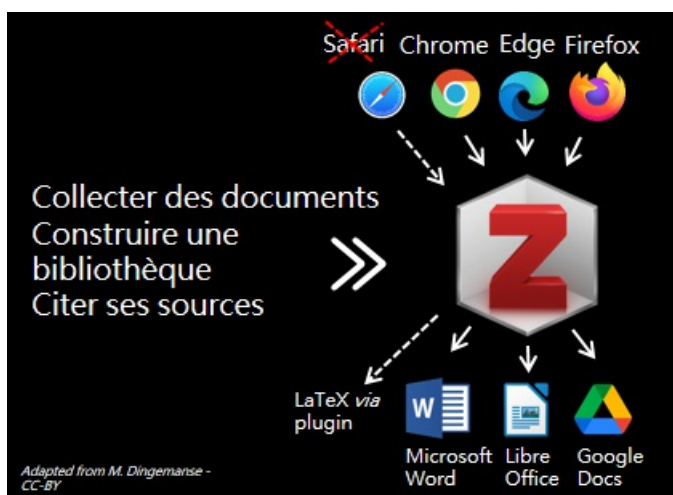 Safari Chrome Edge Firefox
Collecter des documents
Construire une
bibliothèque
Citer ses sources
Z
LaTeX via
plugin
W
Microsoft
Word
Libre
Office
Google
Docs
Adapted from M. Dingemanse -
CC-BY